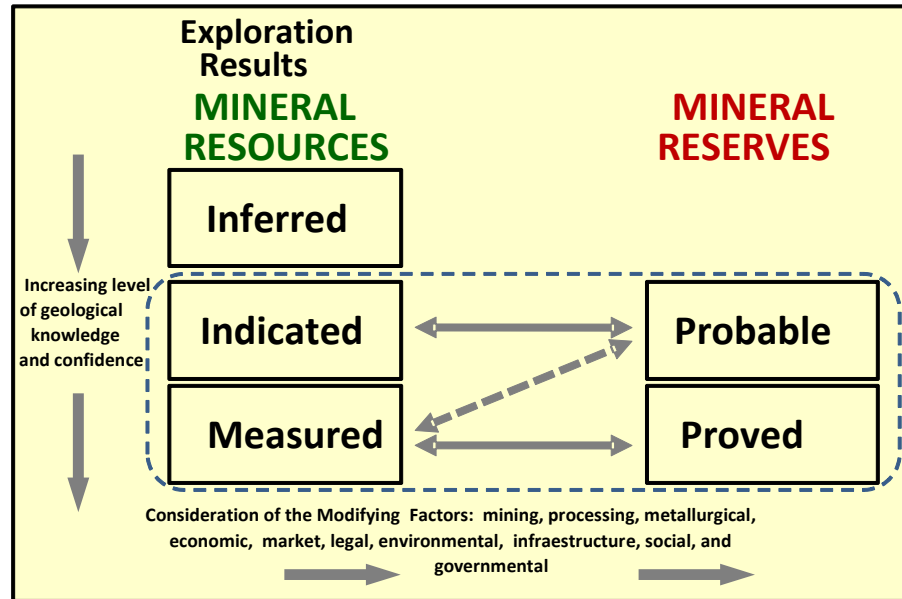 Exploration
Results
MINERAL
RESOURCES
MINERAL
RESERVES
Inferred
Increasing level
of geological
knowledge
and confidence
Indicated
Probable
Measured
Proved
Consideration of the Modifying Factors: mining, processing, metallurgical,
economic, market, legal, environmental, infraestructure, social, and
governmental